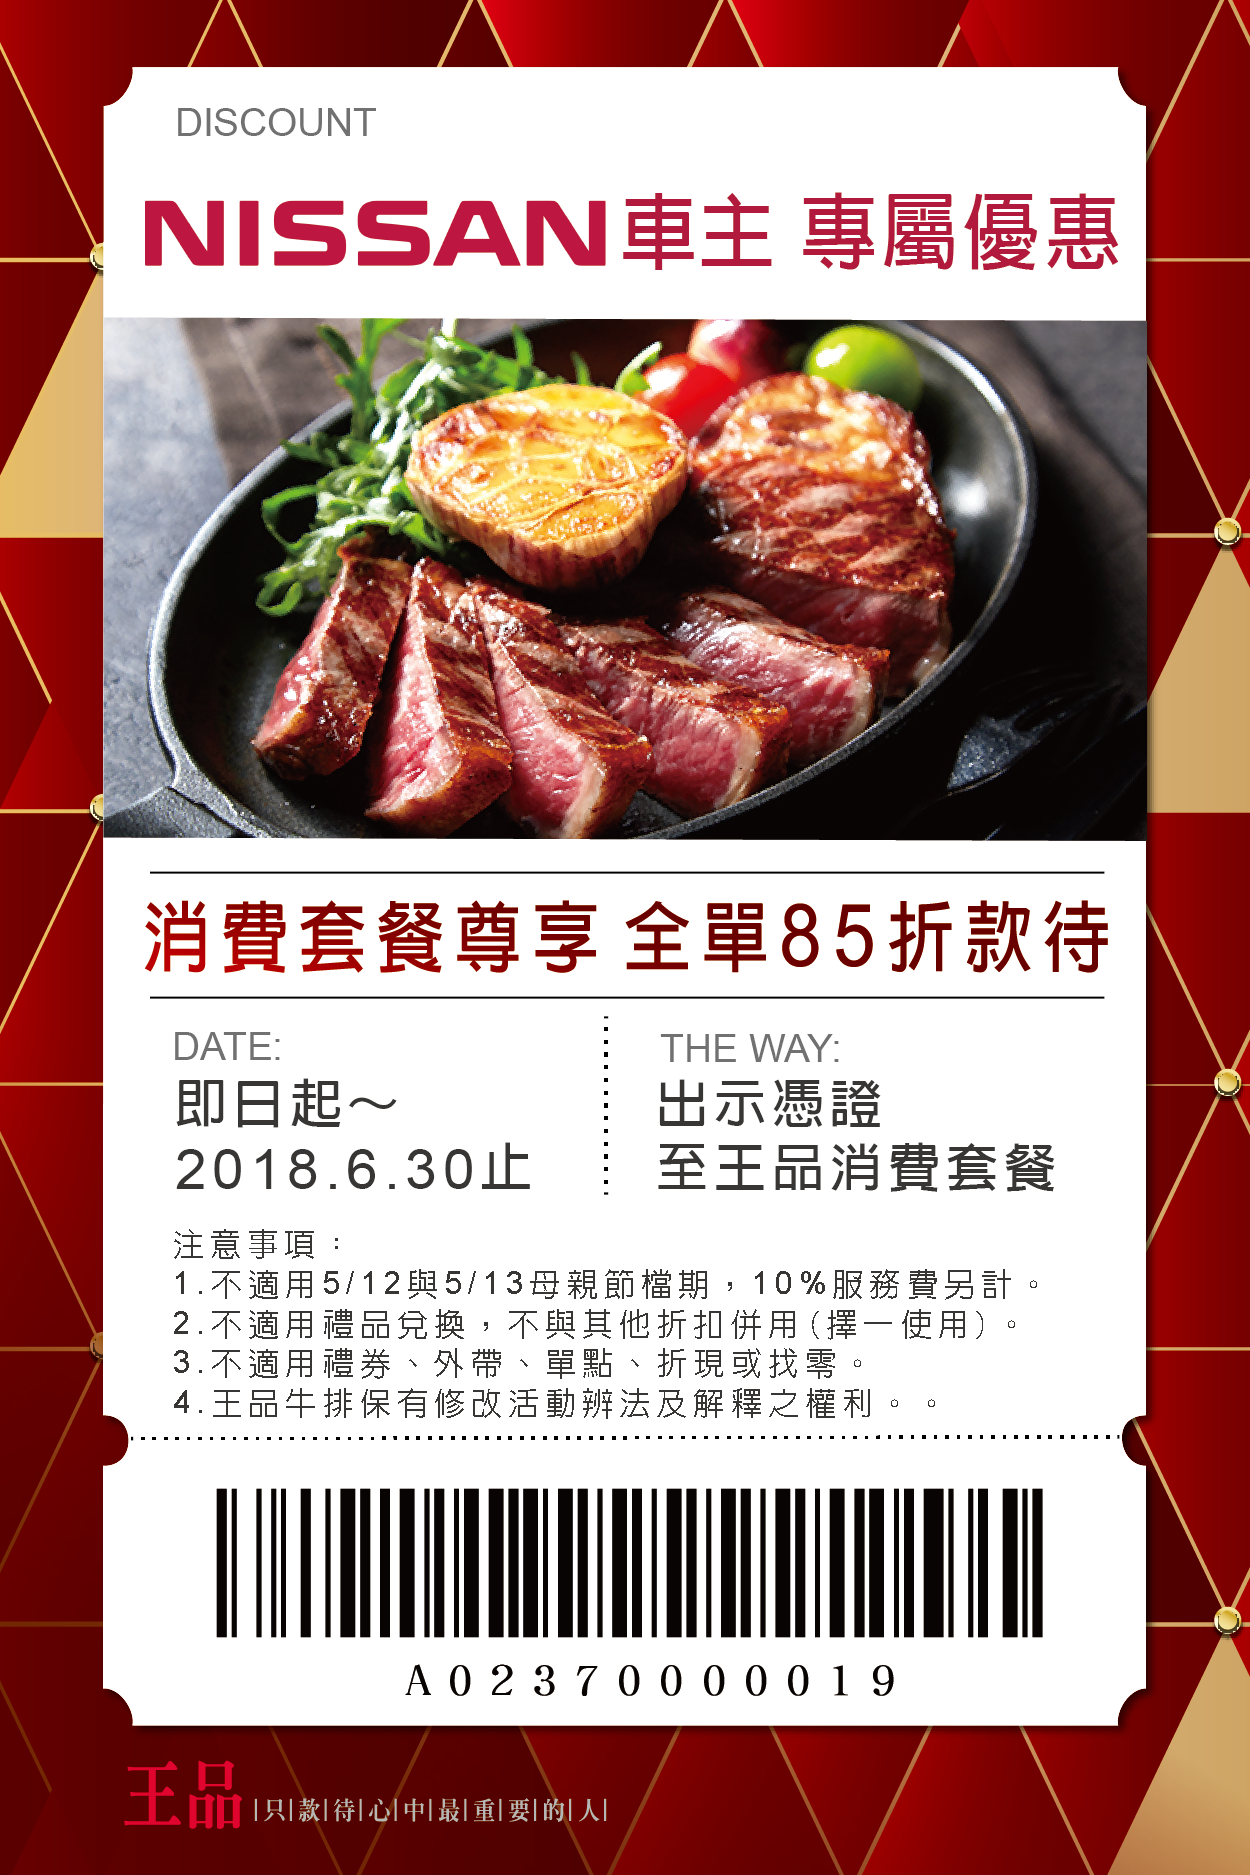 DISCOUNT
NISSAN車主 專屬優惠
消費套餐尊享 全單85折款待
DATE:
即日起～
2018.6.30止
THE WAY:
出示憑證
至王品消費套餐
注意事項：
1.不適用5/12與5/13母親節檔期，10%服務費另計。
2.不適用禮品兌換，不與其他折扣併用(擇一使用)。
3.不適用禮券、外帶、單點、折現或找零。
4.王品牛排保有修改活動辨法及解釋之權利。。
A02370000019
王品 |只|款|待|心|中|最|重|要|的|人|